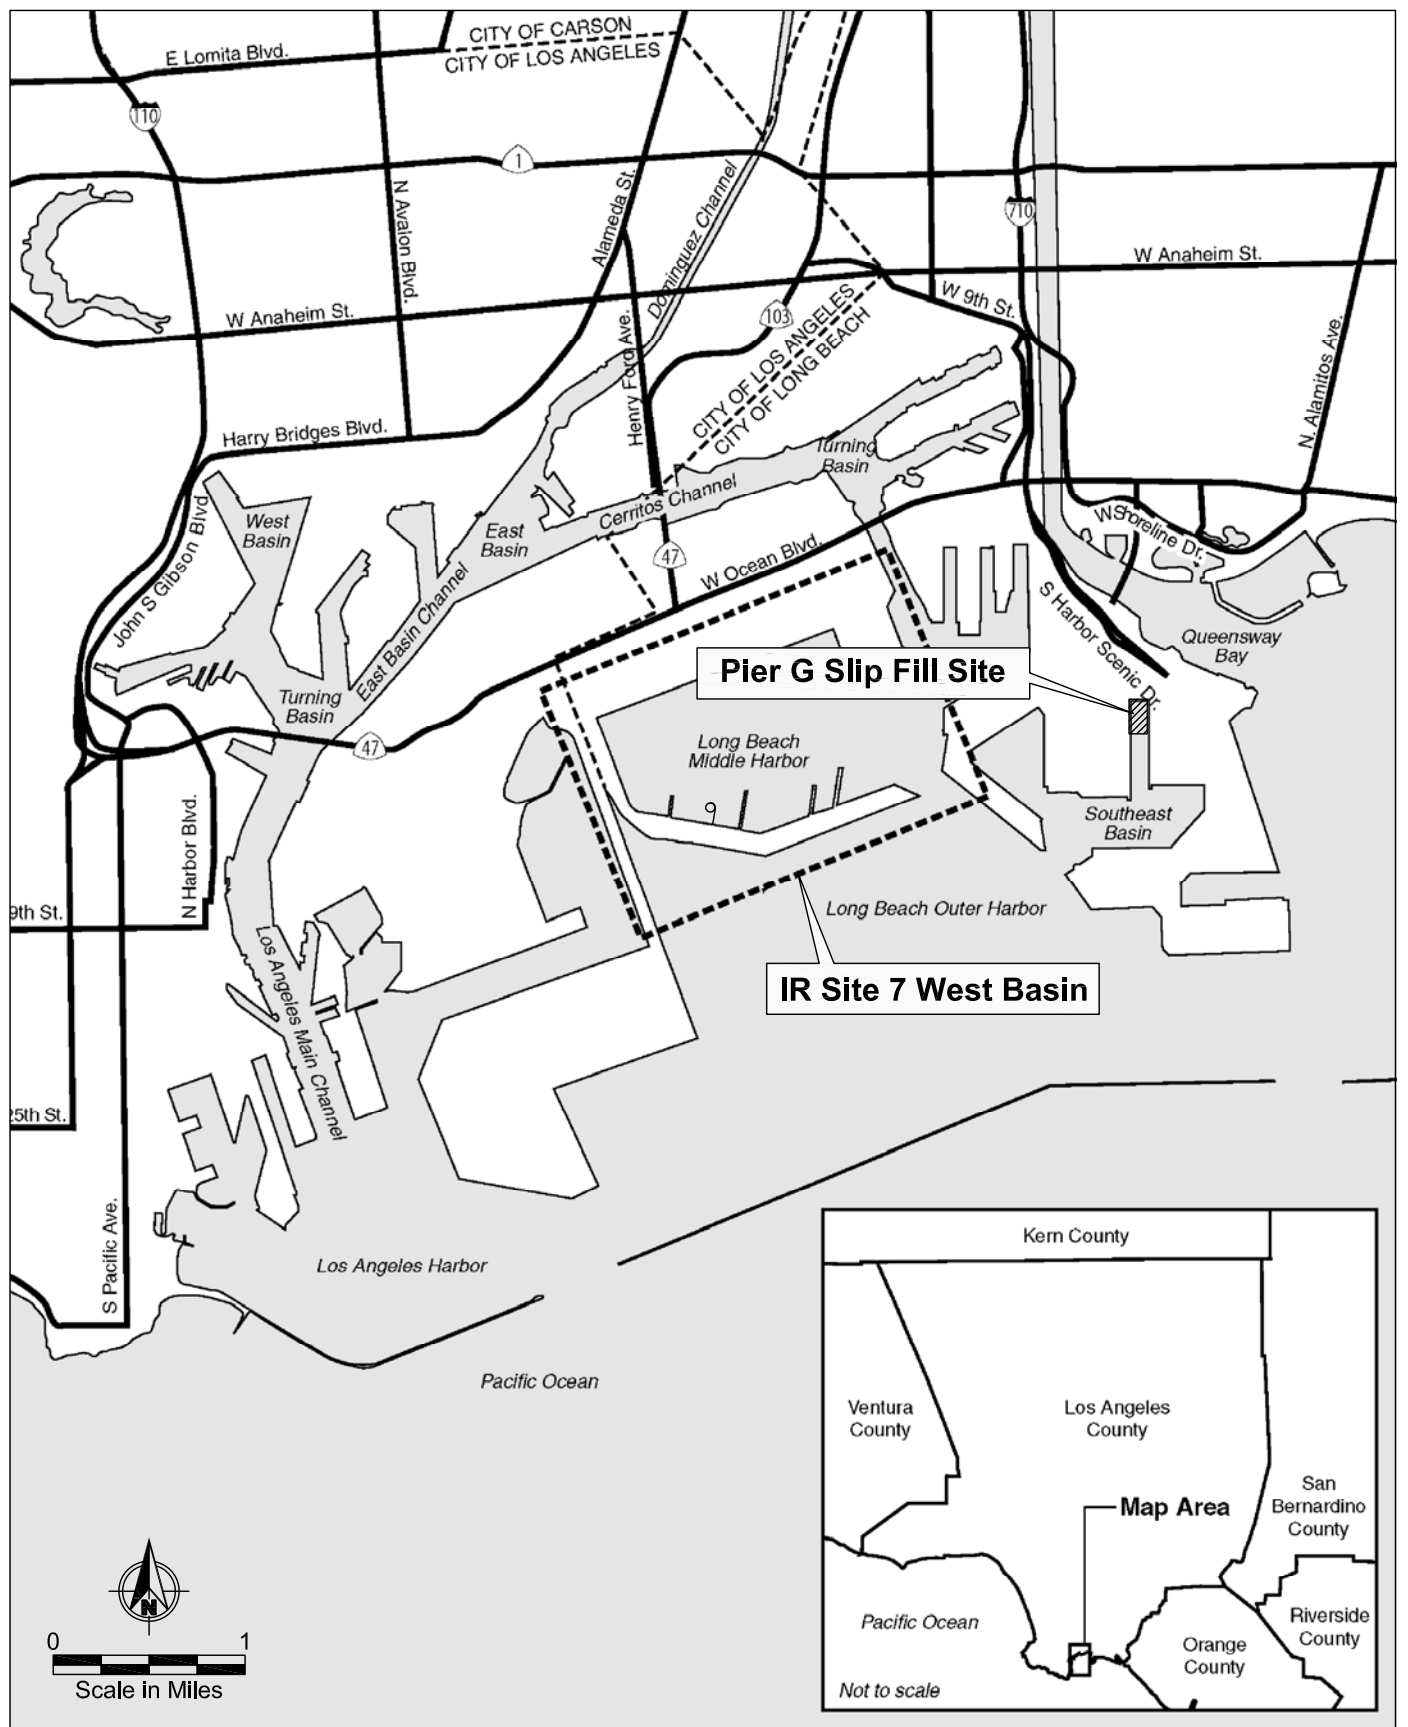 CITY OF CARSON
CITY OF LOS ANGELES
E Lomita Blvd.
110
1
N Avalon Blvd.
Alameda St.
Dominquez Channel
710
W Anaheim St.
W Anaheim St.
W 9th St.
103
CITY OF LOS ANGELES
CITY OF LONG BEACH
Henry Ford Ave.
N. Alamitos Ave.
Harry Bridges Blvd.
Turning
Basin
Cerritos Channel
West
Basin
East
Basin
John S Gibson Blvd.
East Basin Channel
47
W Ocean Blvd.
W Shoreline Dr.
S Harbor Scenic Dr.
Queensway
Bay
Pier G Slip Fill Site
Turning
Basin
47
Long Beach
Middle Harbor
Southeast
Basin
N Harbor Blvd.
9th St.
Long Beach Outer Harbor
IR Site 7 West Basin
Los Angeles Main Channel
25th St.
S Pacific Ave.
Los Angeles Harbor
Pacific Ocean
Kern County
Ventura
County
Los Angeles
County
San
Bernardino
County
Map Area
Pacific Ocean
Orange
County
Riverside
County
Not to scale
N
0 1
Scale in Miles